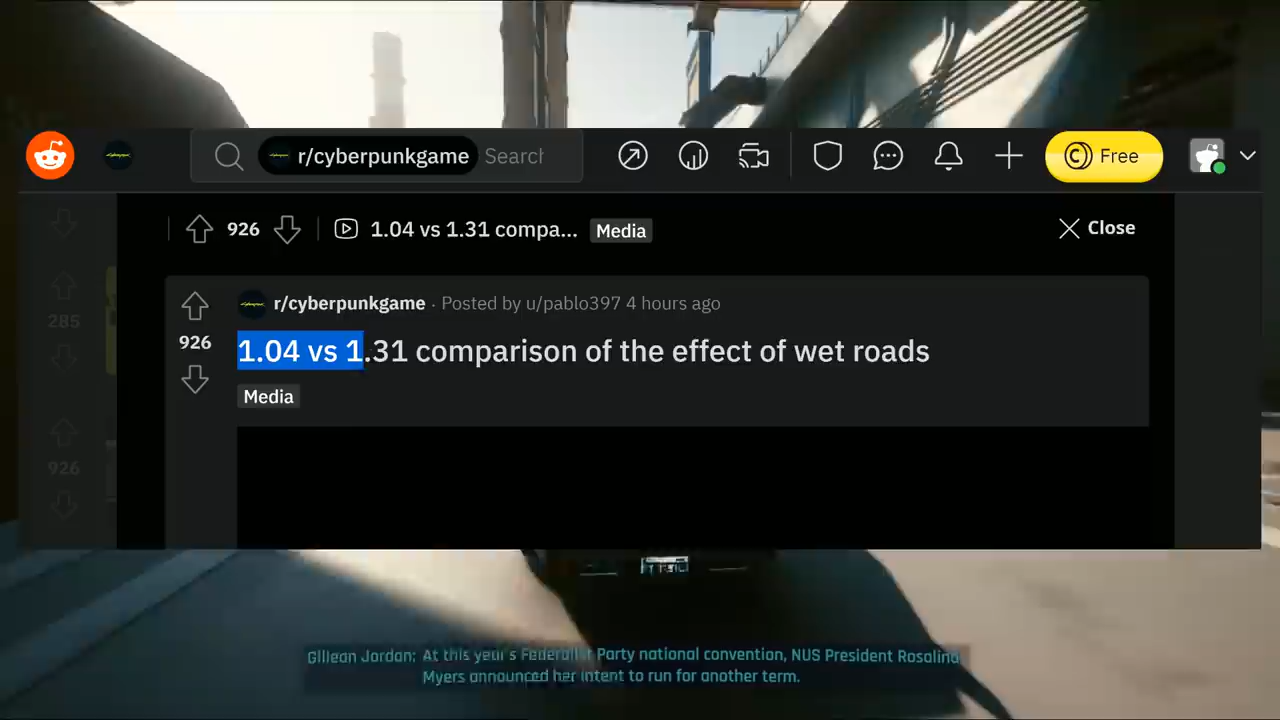 r/cyberpunkgame Search
Free
926
1.04 vs 1.31 compa...
Media
Close
r/cyberpunkgame · Posted by u/pablo397 4 hours ago
285
926
1.04 vs 1.31 comparison of the effect of wet roads
Media
926
Gillean Jordan: At this year's Federalist Party national convention, NUS President Rosalind
Myers announced her intent to run for another term.